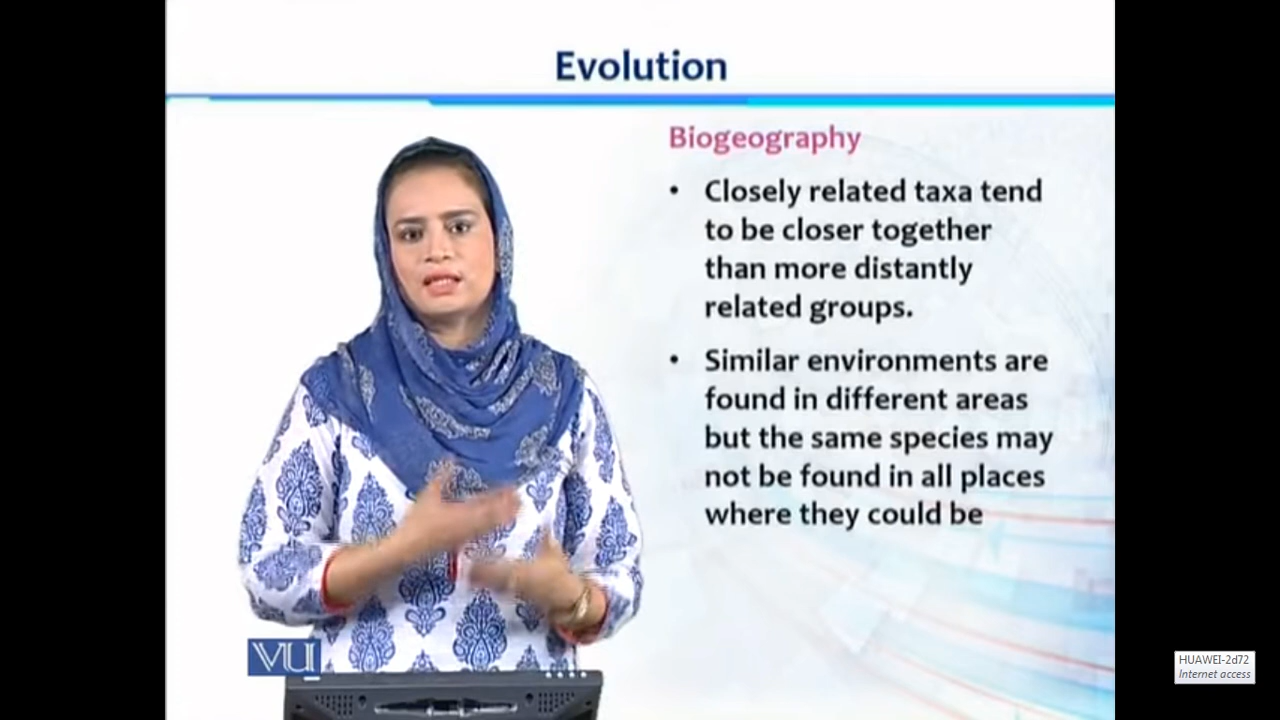 Evolution
Biogeography
• Closely related taxa tend
to be closer together
than more distantly
related groups.
• Similar environments are
found in different areas
but the same species may
not be found in all places
where they could be
VU
HUAWEI-2d72
Internet access